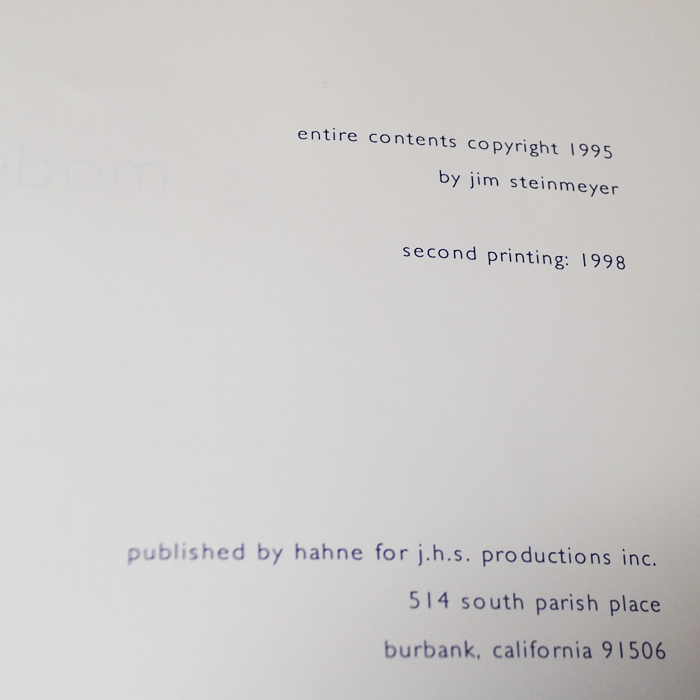 entire contents copyright 1995
by jim steinmeyer
second printing: 1998
published by hahne for j.h.s. productions inc.
514 south parish place
burbank, california 91506